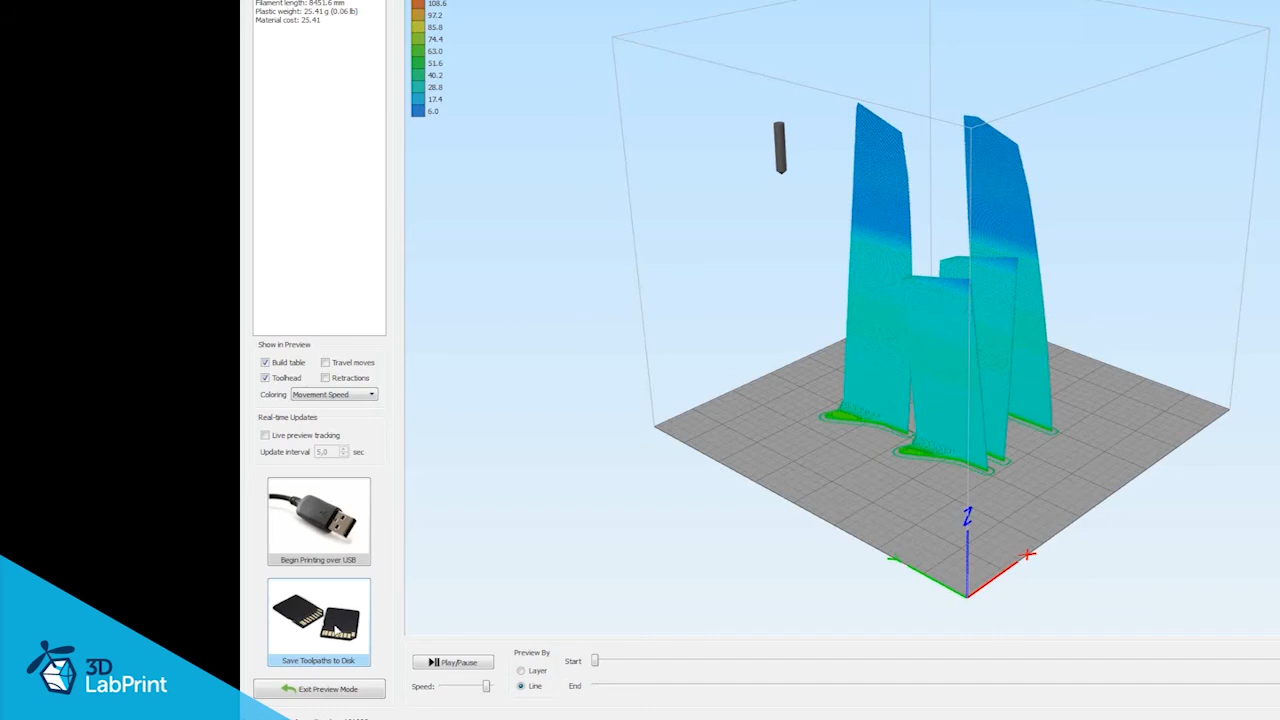 Filament length: 8451.6 mm
Plastic weight: 25.41 g (0.06 lb)
Material cost: 25.41
108.6
97.2
85.8
74.4
63.0
51.6
40.2
28.8
17.4
6.0
Show in Preview
Build table
Travel moves
Toolhead
Retractions
Coloring
Movement Speed
Real-time Updates
Live preview tracking
Update interval
5,0
sec
Begin Printing over USB
Save Toolpaths to Disk
Exit Preview Mode
Z
Play/Pause
Speed:
Preview By
Layer
Line
Start
End
3D
LabPrint